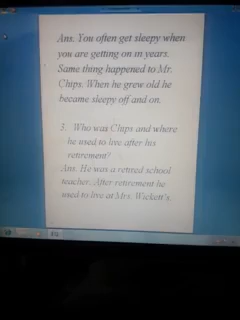 Ans. You often get sleepy when
you are getting on in years.
Same thing happened to Mr.
Chips. When he grew old he
became sleepy off and on.
5. Who was Chips and where
he used to live after his
retirement?
Ans. He was a retired school
teacher. After retirement he
used to live at Mrs. Wickett's.